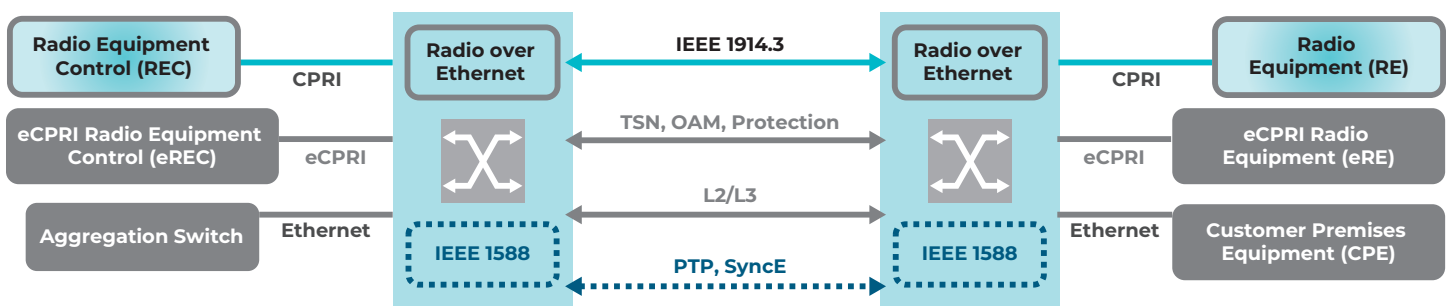 Radio Equipment
Control (REC)
CPRI
Radio over
Ethernet
IEEE 1914.3
Radio over
Ethernet
CPRI
Radio
Equipment (RE)
eCPRI Radio Equipment
Control (eREC)
eCPRI
TSN, OAM, Protection
eCPRI
eCPRI Radio
Equipment (eRE)
Aggregation Switch
Ethernet
L2/L3
Ethernet
Customer Premises
Equipment (CPE)
IEEE 1588
PTP, SyncE
IEEE 1588